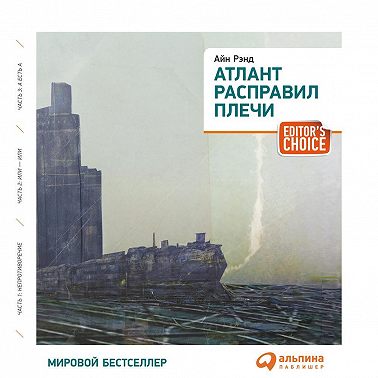 Айн Рэнд
АТЛАНТ
РАСПРАВИЛ
ПЛЕЧИ
EDITOR'S
CHOICE
ЧАСТЬ 3: А ЕСТЬ А
ЧАСТЬ 2: ИЛИ — ИЛИ
ЧАСТЬ 1: НЕПРОТИВОРЕЧИЕ
МИРОВОЙ БЕСТСЕЛЛЕР
альпина
ПАБЛИШЕР